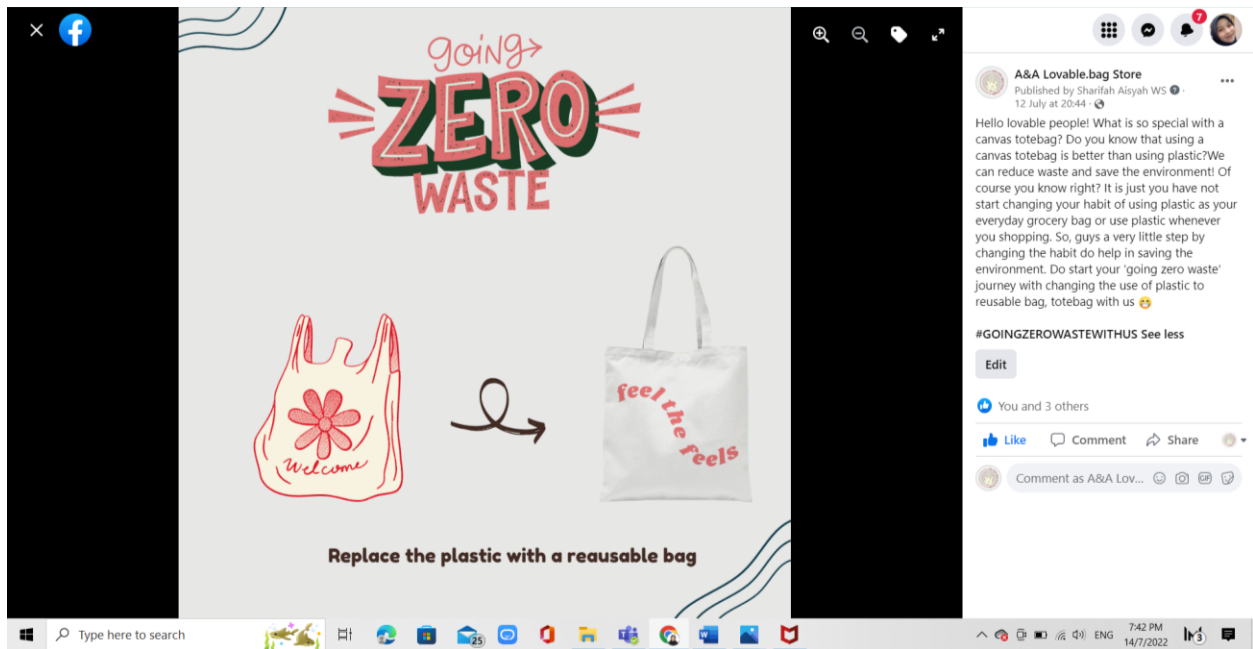 going
ZERO
WASTE
Welcome
feel the
feels
Replace the plastic with a reausable bag
7
A&A Lovable.bag Store
Published by Sharifah Aisyah WS ·
12 July at 20:44 ·
Hello lovable people! What is so special with a
canvas totebag? Do you know that using a
canvas totebag is better than using plastic?We
can reduce waste and save the environment! Of
course you know right? It is just you have not
start changing your habit of using plastic as your
everyday grocery bag or use plastic whenever
you shopping. So, guys a very little step by
changing the habit do help in saving the
environment. Do start your 'going zero waste'
journey with changing the use of plastic to
reusable bag, totebag with us 😁
#GOINGZEROWASTEWITHUS See less
Edit
You and 3 others
Like Comment Share
Comment as A&A Lov... GIF
Type here to search
25
ENG
7:42 PM
14/7/2022
3